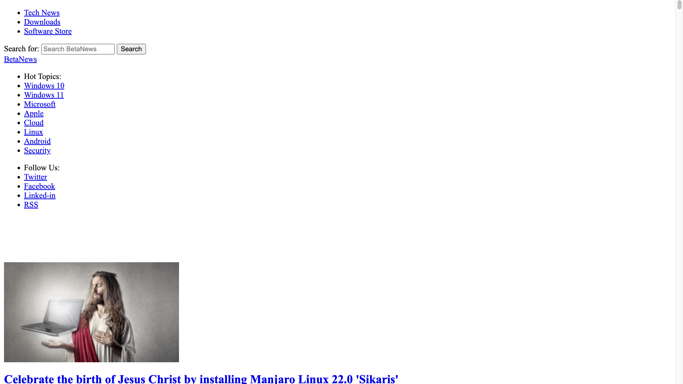 Tech News
Downloads
Software Store
Search for: Search BetaNews Search
BetaNews
Hot Topics:
Windows 10
Windows 11
Microsoft
Apple
Cloud
Linux
Android
Security
Follow Us:
Twitter
Facebook
Linked-in
RSS
Celebrate the birth of Jesus Christ by installing Manjaro Linux 22.0 'Sikaris'